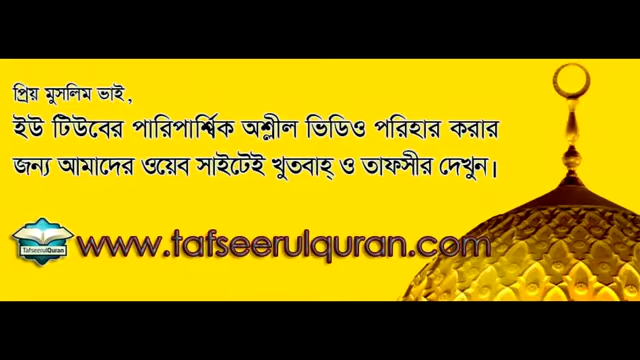 প্রিয় মুসলিম ভাই,
ইউ টিউবের পারিপার্শ্বিক অশ্লীল ভিডিও পরিহার করার
জন্য আমাদের ওয়েব সাইটেই খুতবাহ্ ও তাফসীর দেখুন।
TafseerulQuran
www.tafseerulquran.com